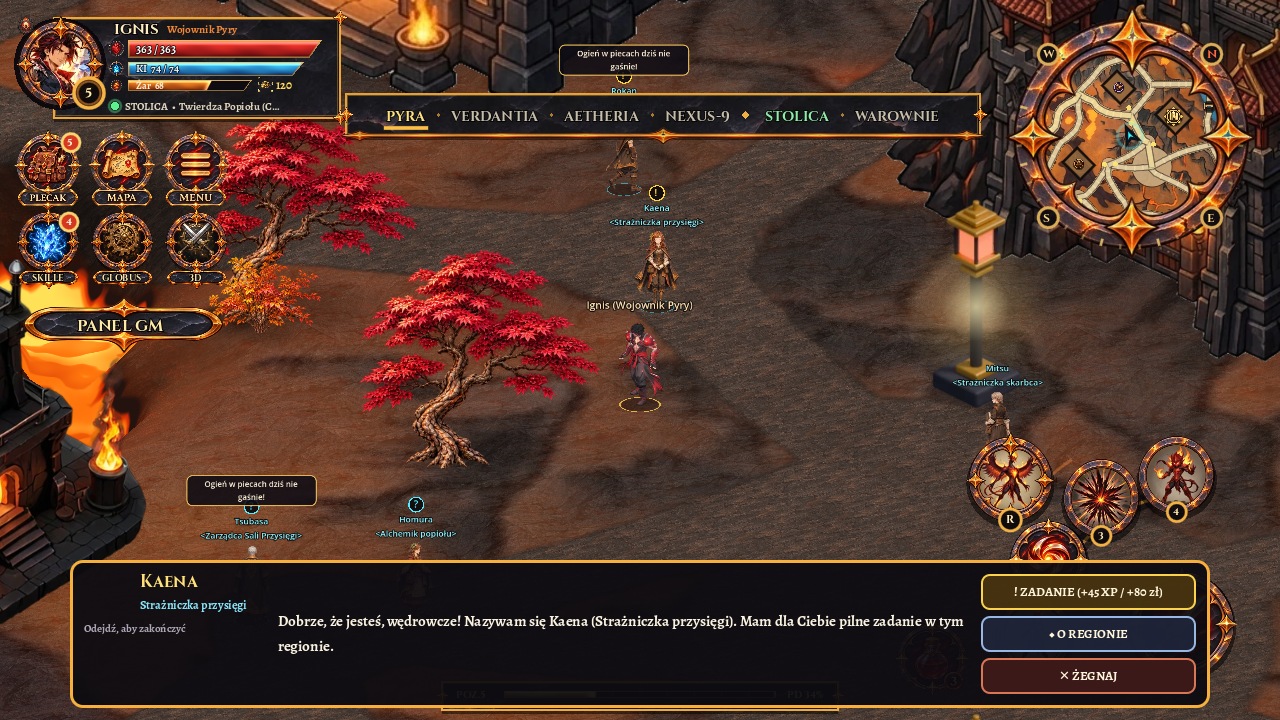 IGNIS Wojownik Pyry
363 / 363
KI 74 / 74
Żar 68
120
5
STOLICA • Twierdza Popiołu (C...
Ogień w piecach dziś nie
gaśnie!
Rokan
PYRA VERDANTIA AETHERIA NEXUS-9 STOLICA WAROWNIE
W
N
S
E
5
PLECAK
MAPA
MENU
4
SKILLE
GLOBUS
3D
PANEL GM
!
Kaena
<Strażniczka przysięgi>
Ignis (Wojownik Pyry)
Mitsu
<Strażniczka skarbca>
R
3
4
Ogień w piecach dziś nie
gaśnie!
Tsubasa
<Zarządca Sali Przysięgi>
?
Homura
<Alchemik popiołu>
KAENA
Strażniczka przysięgi
Odejdź, aby zakończyć
Dobrze, że jesteś, wędrowcze! Nazywam się Kaena (Strażniczka przysięgi). Mam dla Ciebie pilne zadanie w tym
regionie.
! ZADANIE (+45 XP / +80 zł)
⬥ O REGIONIE
✕ ŻEGNAJ
POZ.5
PD 34%